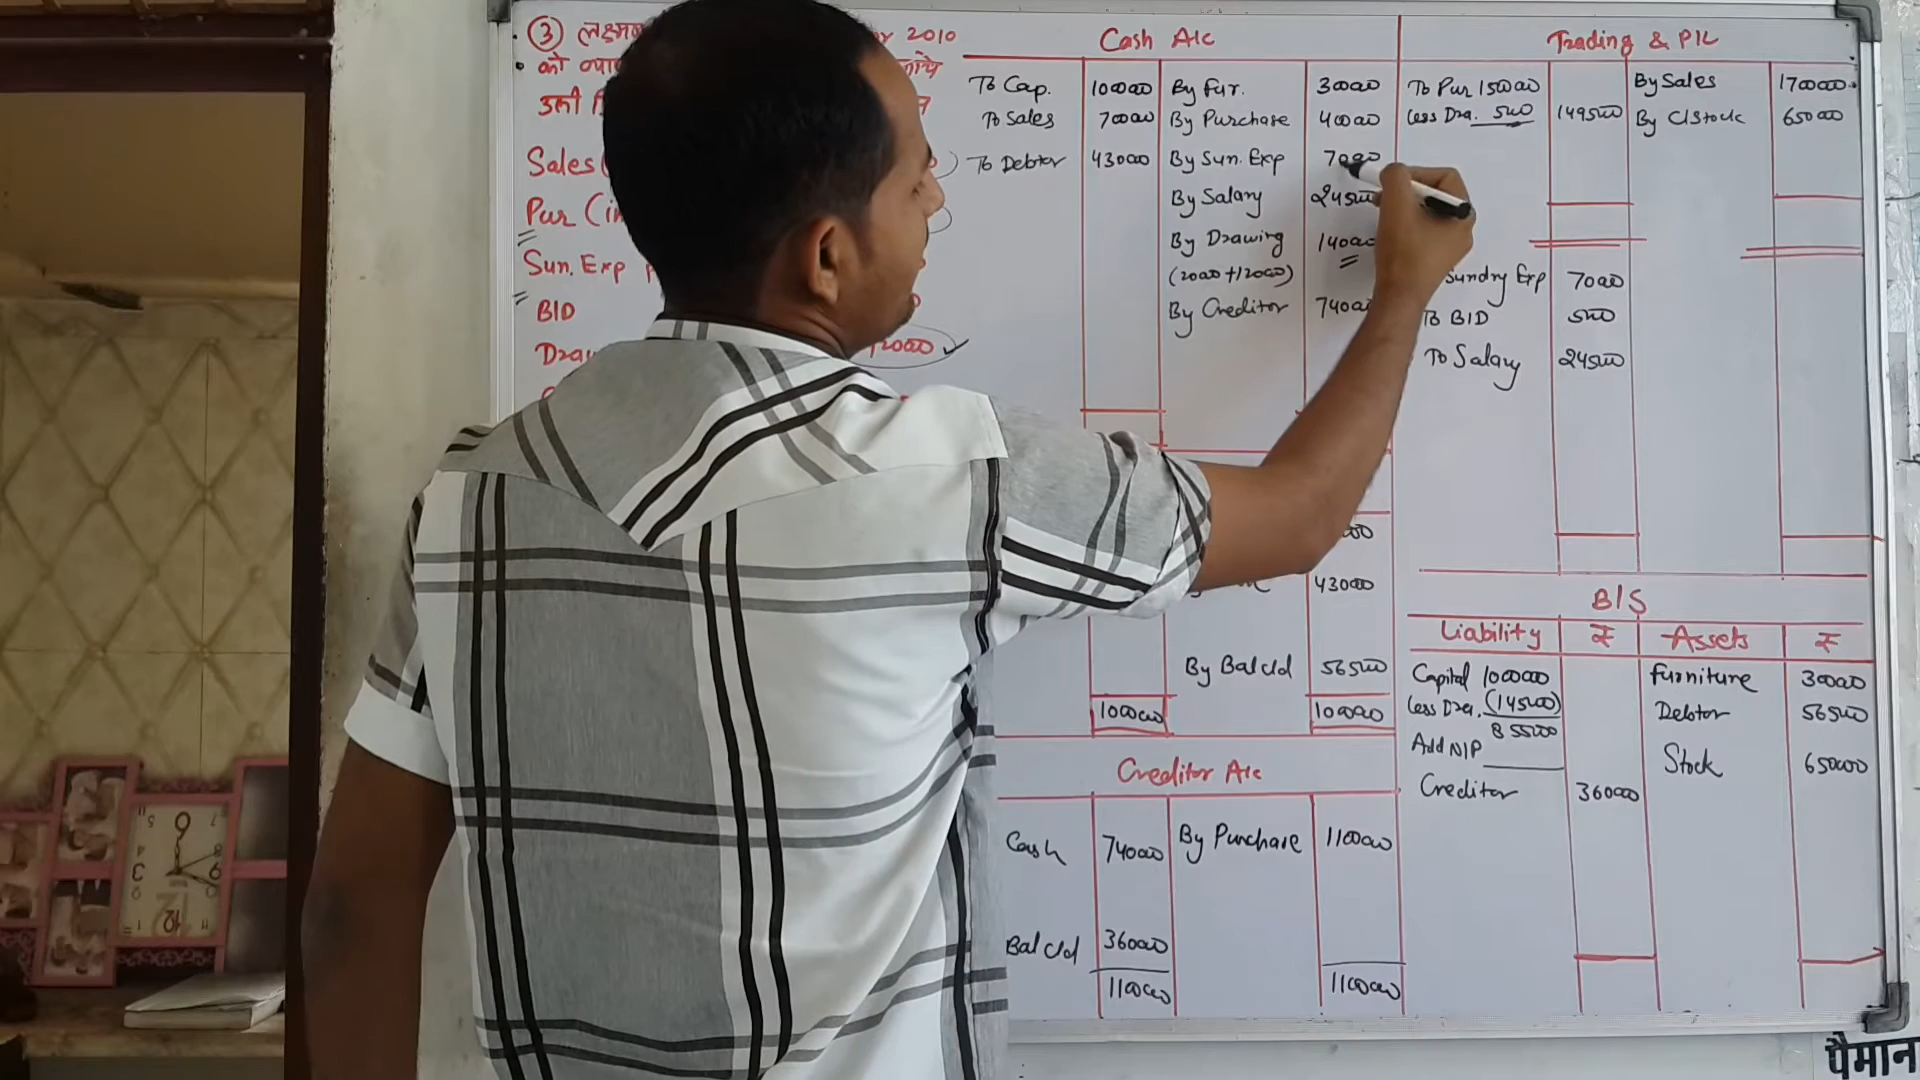 ③ लक्ष्मण 2010
को व्यापा
उसी
Sales
Pur (in
Sun. Exp
BID
Draw 12000
Cash A/c
To Cap. 100000 By Fur. 30000
To Sales 70000 By Purchase 40000
To Debtor 43000 By Sun. Exp 7000
By Salary 24500
By Drawing 14000
(2000+12000)
By Creditor 74000
43000
By Bal c/d 56500
100000 100000
Creditor A/c
Cash 74000 By Purchase 110000
Bal c/d 36000
110000 110000
Trading & P/L
To Pur 150000 By Sales 170000
Less Dra. 500 149500 By Cl Stock 65000
Sundry Exp 7000
To BID 500
To Salary 24500
B/S
Liability ₹ Assets ₹
Capital 100000 Furniture 30000
Less Dra. (14500) Debtor 56500
85500
Add N/P Stock 65000
Creditor 36000
पैमान